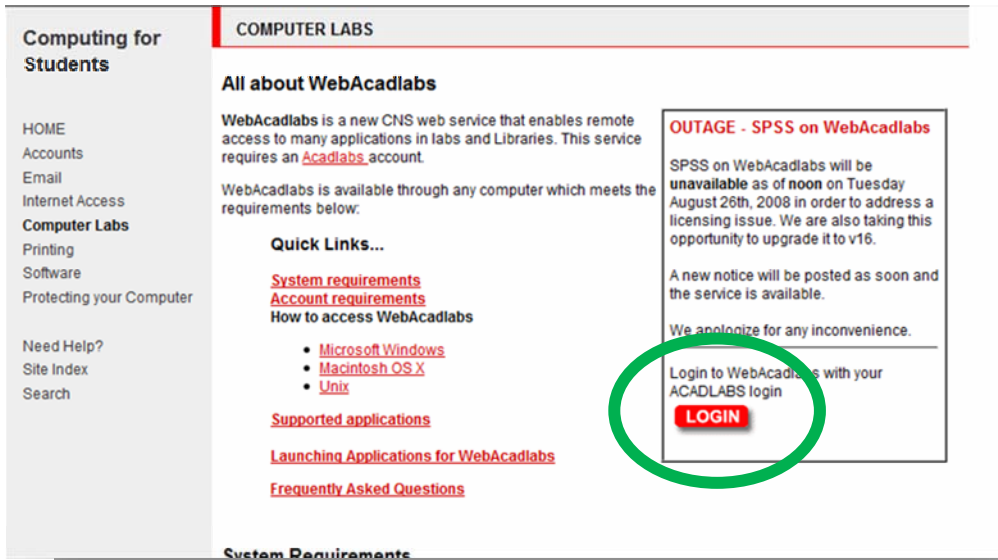 Computing for
Students
HOME
Accounts
Email
Internet Access
Computer Labs
Printing
Software
Protecting your Computer
Need Help?
Site Index
Search
COMPUTER LABS
All about WebAcadlabs
WebAcadlabs is a new CNS web service that enables remote
access to many applications in labs and Libraries. This service
requires an Acadlabs account.
WebAcadlabs is available through any computer which meets the
requirements below:
Quick Links...
System requirements
Account requirements
How to access WebAcadlabs
• Microsoft Windows
• Macintosh OS X
• Unix
Supported applications
Launching Applications for WebAcadlabs
Frequently Asked Questions
System Requirements
OUTAGE - SPSS on WebAcadlabs
SPSS on WebAcadlabs will be
unavailable as of noon on Tuesday
August 26th, 2008 in order to address a
licensing issue. We are also taking this
opportunity to upgrade it to v16.
A new notice will be posted as soon and
the service is available.
We apologize for any inconvenience.
Login to WebAcadlabs with your
ACADLABS login
LOGIN